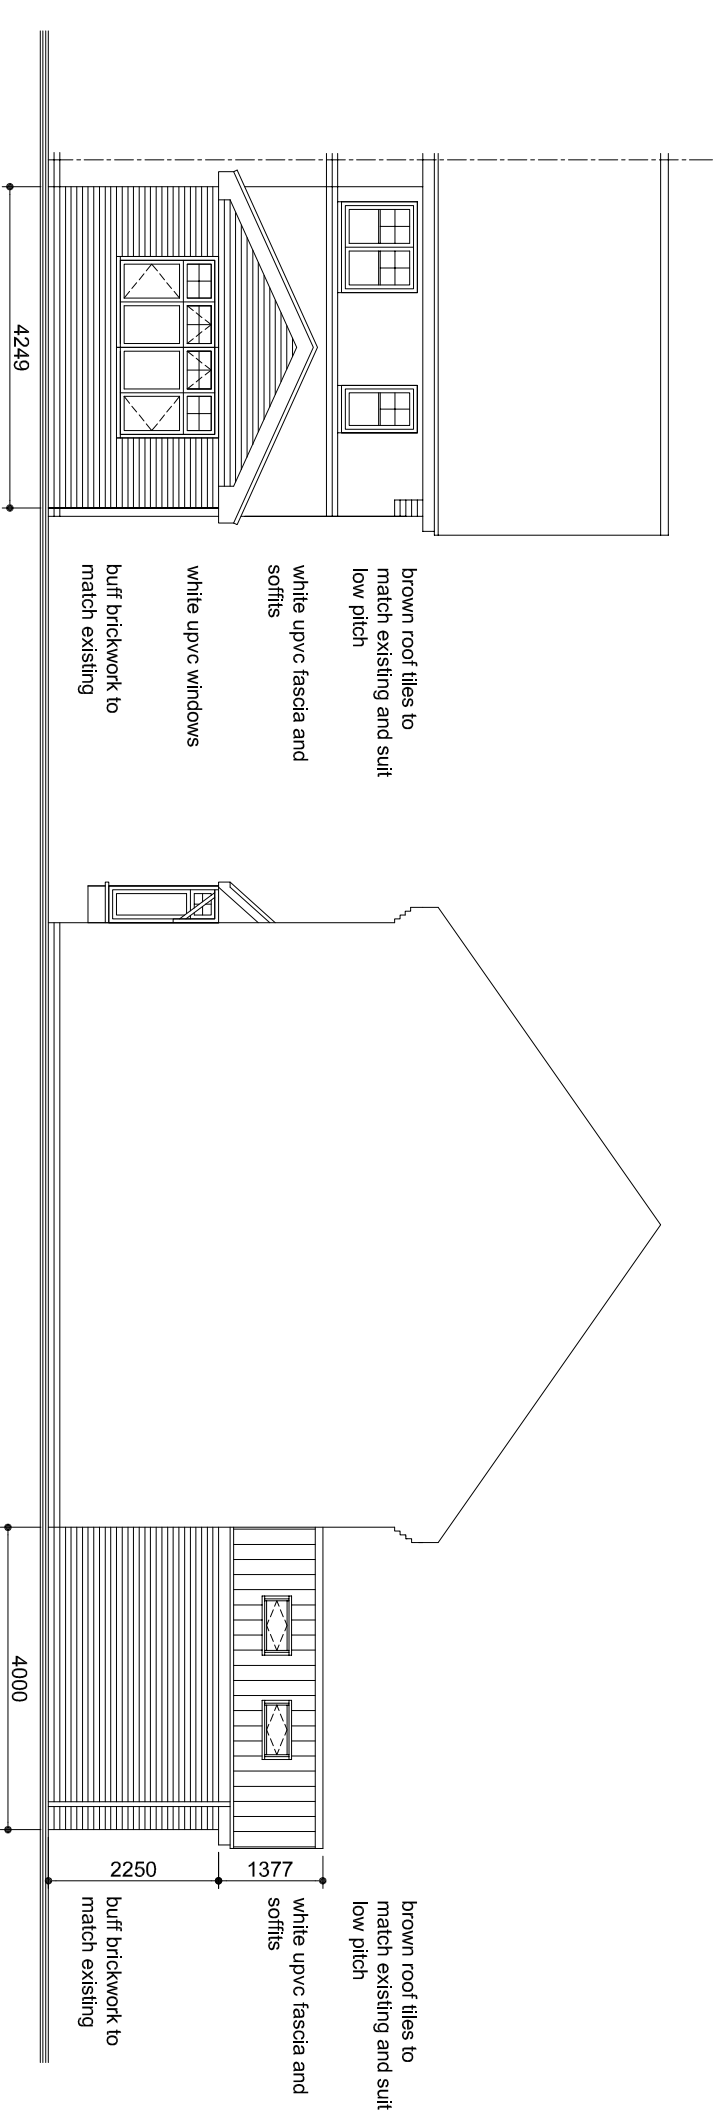 brown roof tiles to
match existing and suit
low pitch
white upvc fascia and
soffits
white upvc windows
buff brickwork to
match existing
4249
brown roof tiles to
match existing and suit
low pitch
white upvc fascia and
soffits
buff brickwork to
match existing
1377
2250
4000